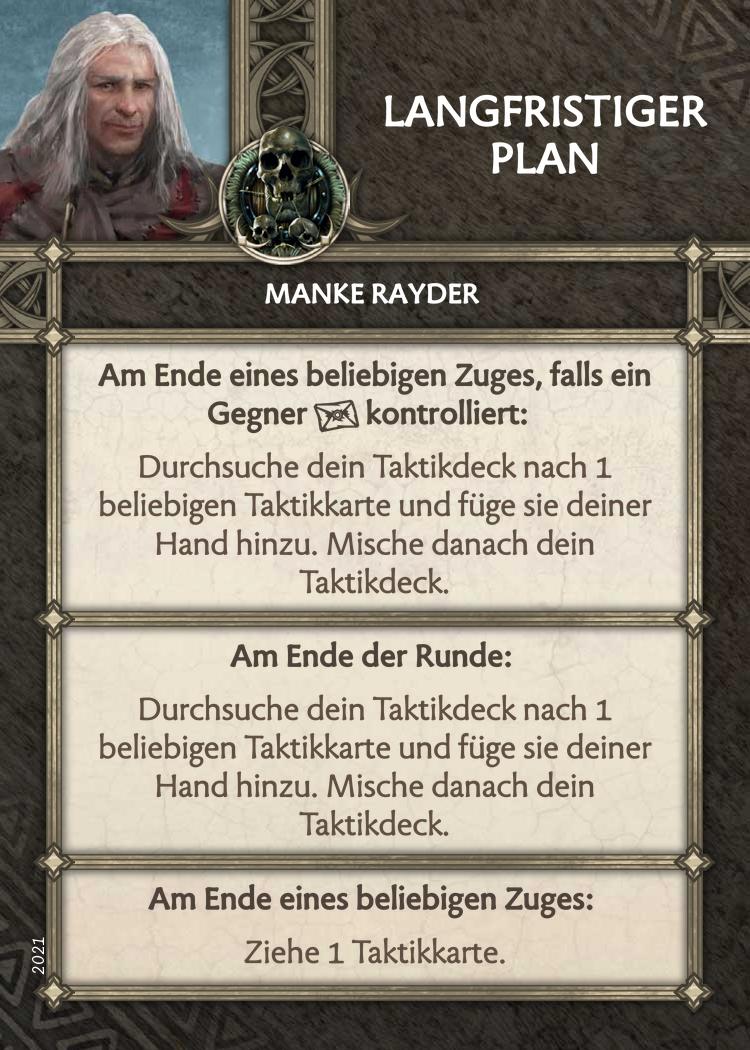 LANGFRISTIGER
PLAN
MANKE RAYDER
Am Ende eines beliebigen Zuges, falls ein
Gegner kontrolliert:
Durchsuche dein Taktikdeck nach 1
beliebigen Taktikkarte und füge sie deiner
Hand hinzu. Mische danach dein
Taktikdeck.
Am Ende der Runde:
Durchsuche dein Taktikdeck nach 1
beliebigen Taktikkarte und füge sie deiner
Hand hinzu. Mische danach dein
Taktikdeck.
Am Ende eines beliebigen Zuges:
Ziehe 1 Taktikkarte.
2021